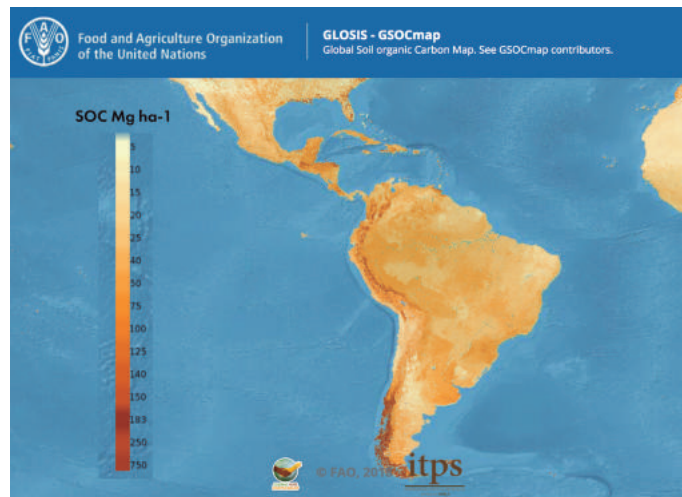 F A O
FIAT PANIS
Food and Agriculture Organization
of the United Nations
GLOSIS - GSOCmap
Global Soil organic Carbon Map. See GSOCmap contributors.
SOC Mg ha-1
5
10
15
20
25
40
50
75
100
125
140
150
183
250
750
© FAO, 2018
itps